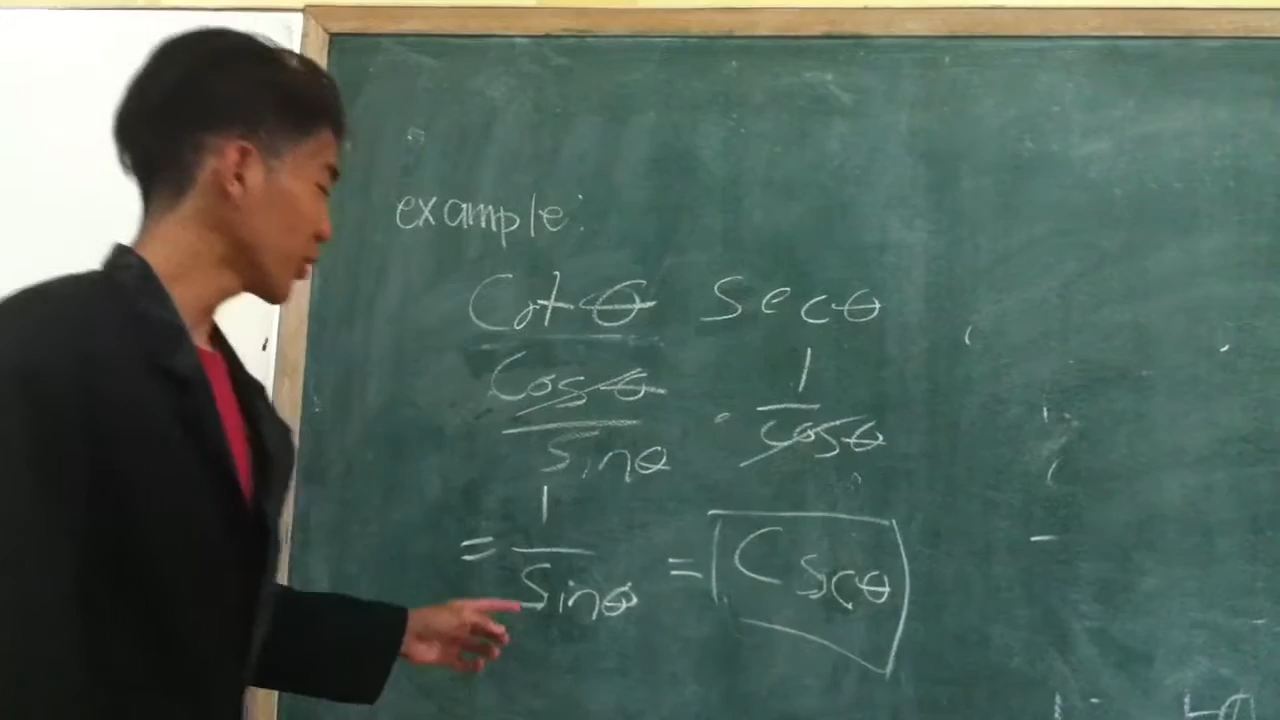 example:
Cot θ Sec θ
Cos θ / Sin θ · 1 / cos θ
= 1 / Sin θ = Csc θ